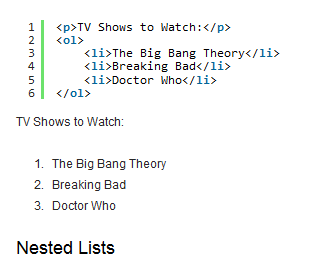 1 <p>TV Shows to Watch:</p>
2 <ol>
3 <li>The Big Bang Theory</li>
4 <li>Breaking Bad</li>
5 <li>Doctor Who</li>
6 </ol>
TV Shows to Watch:
1. The Big Bang Theory
2. Breaking Bad
3. Doctor Who
Nested Lists